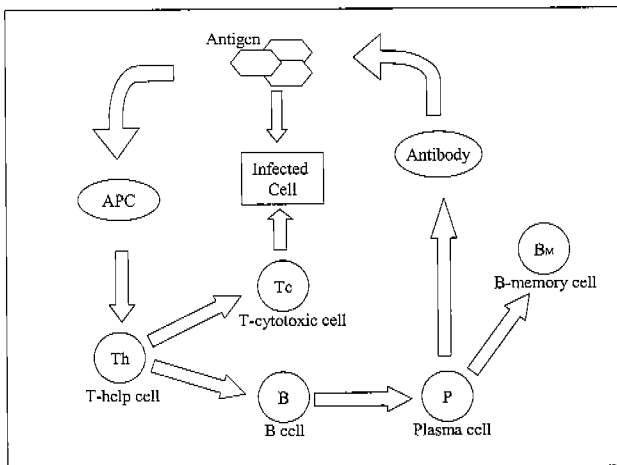 Antigen
Infected
Cell
Antibody
APC
BM
B-memory cell
Tc
T-cytotoxic cell
Th
T-help cell
B
B cell
P
Plasma cell